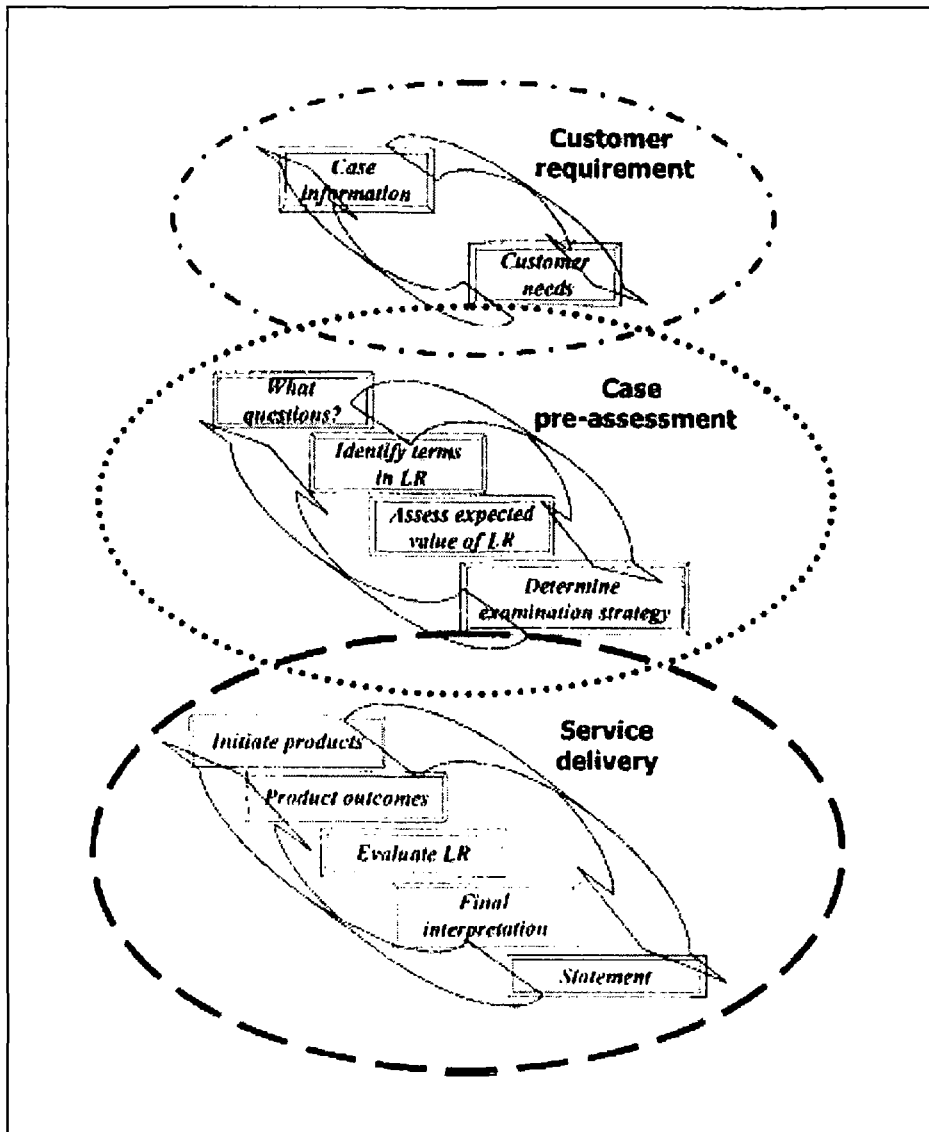 Customer
requirement
Case
information
Customer
needs
Case
pre-assessment
What
questions?
Identify terms
in LR
Assess expected
value of LR
Determine
examination strategy
Service
delivery
Initiate products
Product outcomes
Evaluate LR
Final
interpretation
Statement